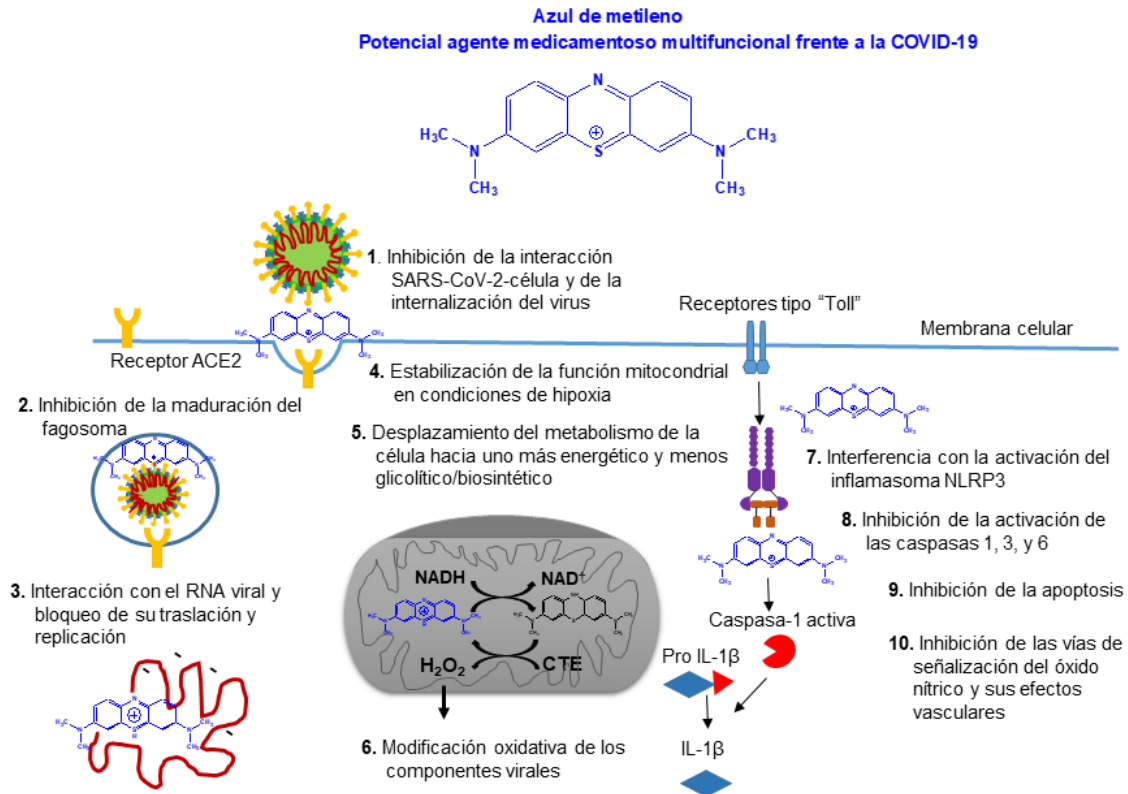 Azul de metileno
Potencial agente medicamentoso multifuncional frente a la COVID-19
N
H₃C
N
CH₃
S
⊕
CH₃
N
CH₃
1. Inhibición de la interacción
SARS-CoV-2-célula y de la
internalización del virus
Receptores tipo “Toll”
Membrana celular
Receptor ACE2
4. Estabilización de la función mitocondrial
en condiciones de hipoxia
2. Inhibición de la maduración del
fagosoma
5. Desplazamiento del metabolismo de la
célula hacia uno más energético y menos
glicolítico/biosintético
7. Interferencia con la activación del
inflamasoma NLRP3
8. Inhibición de la activación de
las caspasas 1, 3, y 6
3. Interacción con el RNA viral y
bloqueo de su traslación y
replicación
NADH
NAD⁺
H₂O₂
CTE
9. Inhibición de la apoptosis
Caspasa-1 activa
Pro IL-1β
10. Inhibición de las vías de
señalización del óxido
nítrico y sus efectos
vasculares
6. Modificación oxidativa de los
componentes virales
IL-1β